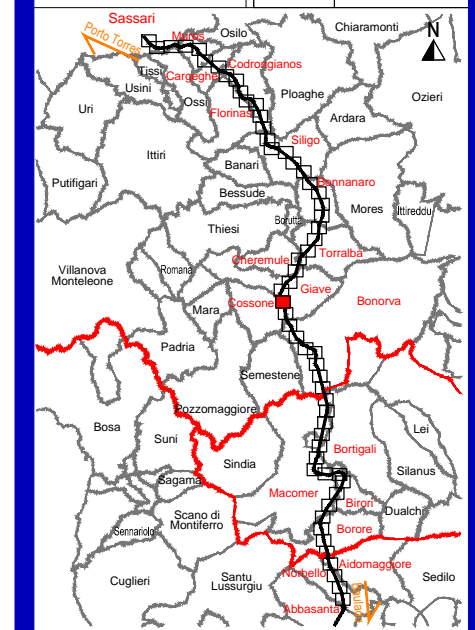 Sassari
Chiaramonti
Porto Torres
Muros
Osilo
N
Tissi
Cargeghe
Codrongianos
Usini
Ploaghe
Ozieri
Uri
Ossi
Florinas
Ardara
Ittiri
Siligo
Banari
Putifigari
Bonnanaro
Bessude
Mores
Ittireddu
Borutta
Thiesi
Torralba
Cheremule
Romana
Villanova
Monteleone
Giave
Cossone
Bonorva
Mara
Padria
Semestene
Pozzomaggiore
Bosa
Lei
Suni
Bortigali
Sindia
Silanus
Sagama
Macomer
Birori
Scano di
Montiferro
Dualchi
Sennariolo
Borore
Aidomaggiore
Norbello
Cuglieri
Santu
Lussurgiu
Sedilo
Abbasanta